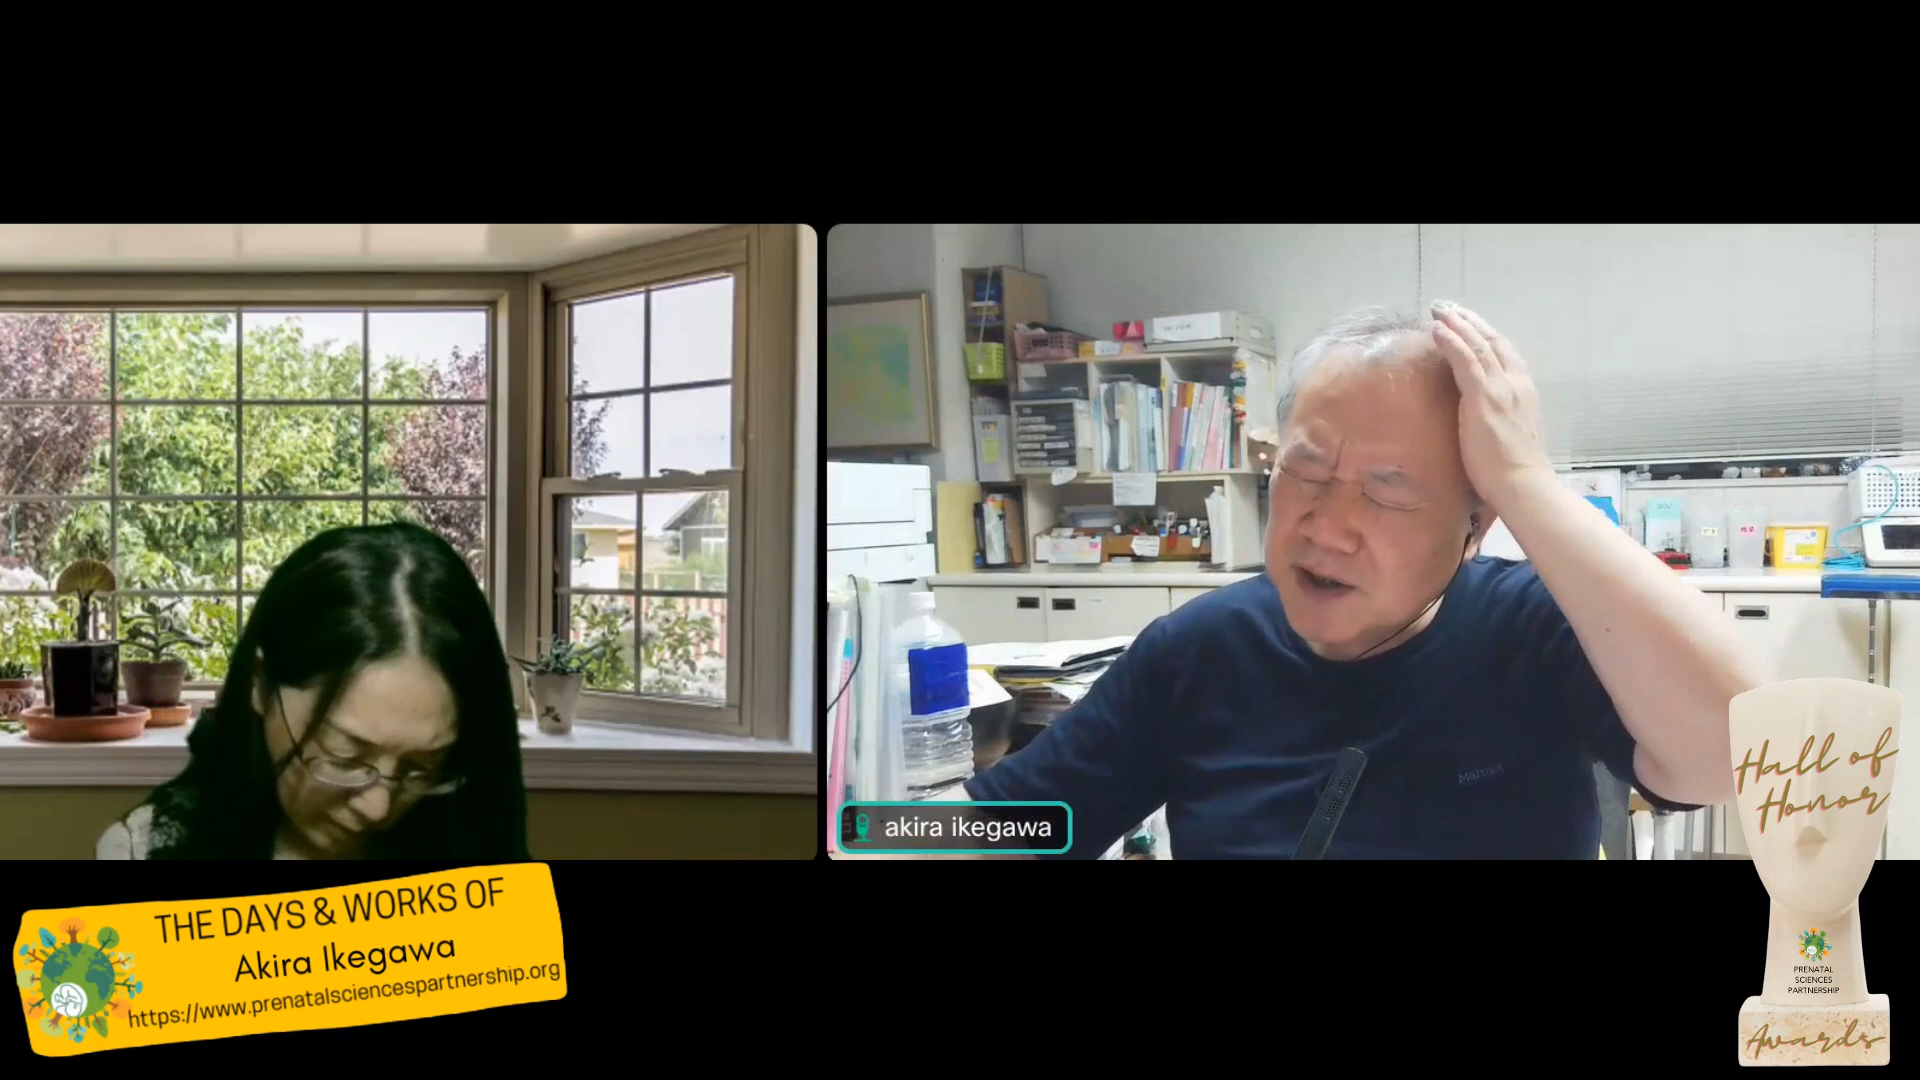 Marmot
akira ikegawa
THE DAYS & WORKS OF
Akira Ikegawa
https://www.prenatalsciencespartnership.org
Hall of
Honor
PRENATAL
SCIENCES
PARTNERSHIP
Awards